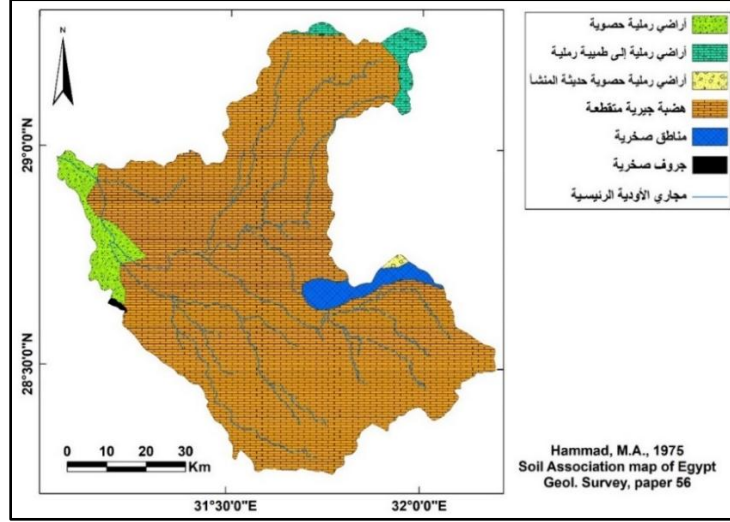 أراضي رملية حصوية
أراضي رملية إلى طميية رملية
أراضي رملية حصوية حديثة المنشأ
هضبة جيرية متقطعة
مناطق صخرية
جروف صخرية
مجاري الأودية الرئيسية
N
29°0'0"N
28°30'0"N
0 10 20 30
Km
31°30'0"E
32°0'0"E
Hammad, M.A., 1975
Soil Association map of Egypt
Geol. Survey, paper 56